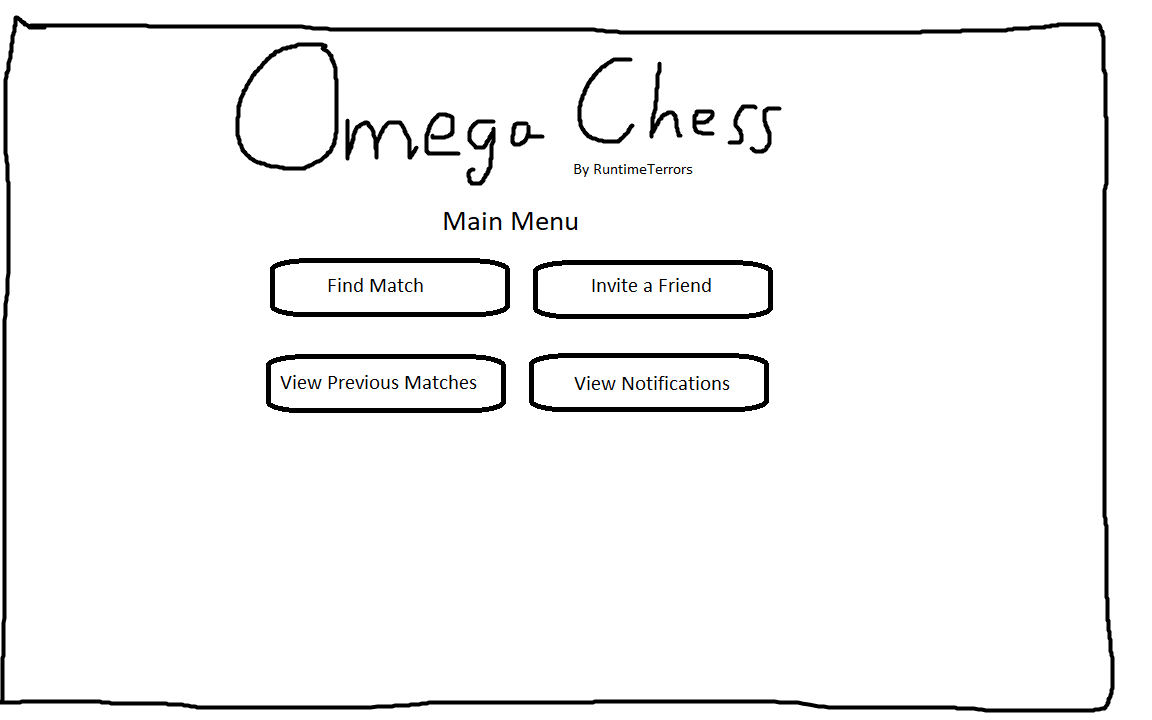 Omega Chess
By RuntimeTerrors
Main Menu
Find Match
Invite a Friend
View Previous Matches
View Notifications